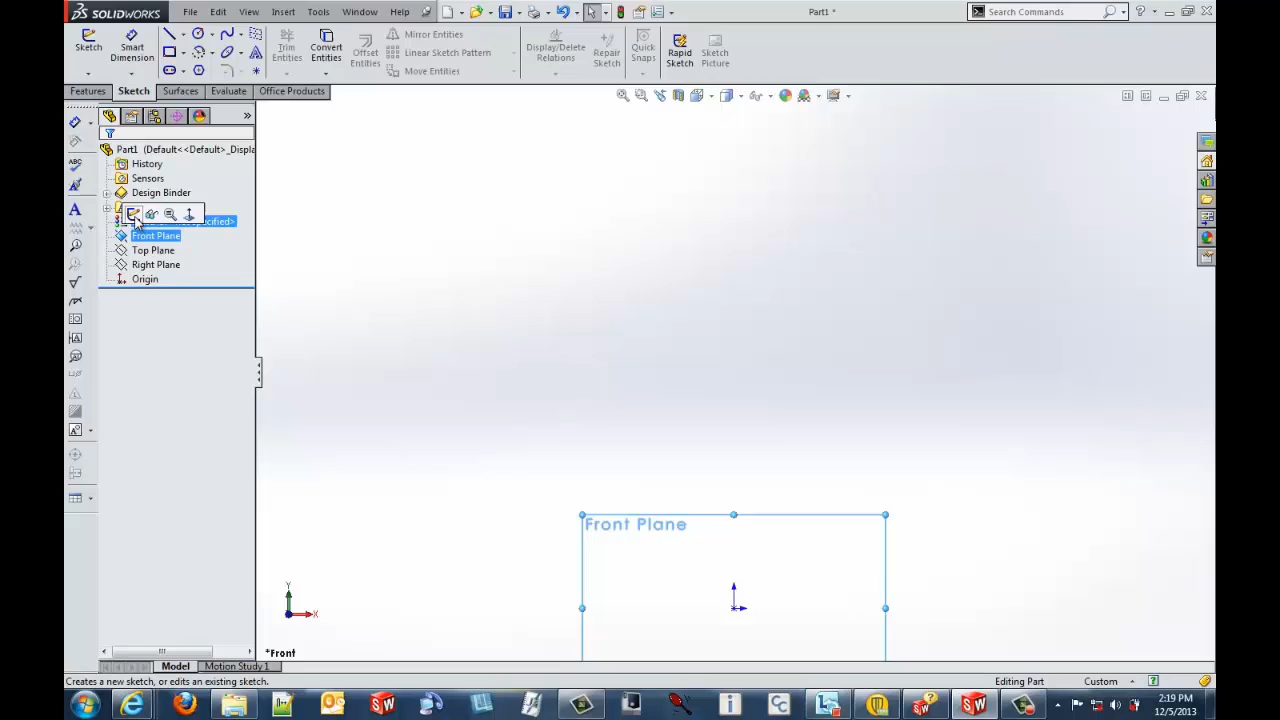 SOLIDWORKS File Edit View Insert Tools Window Help Part1 * Search Commands
Sketch Smart Dimension Trim Entities Convert Entities Offset Entities Mirror Entities Linear Sketch Pattern Move Entities Display/Delete Relations Repair Sketch Quick Snaps Rapid Sketch Sketch Picture
Features Sketch Surfaces Evaluate Office Products
Part1 (Default<<Default>_Displa
History
Sensors
Design Binder
Front Plane
Top Plane
Right Plane
Origin
Front Plane
Y
X
*Front
Model Motion Study 1
Creates a new sketch, or edits an existing sketch. Editing Part Custom
2:19 PM
12/5/2013